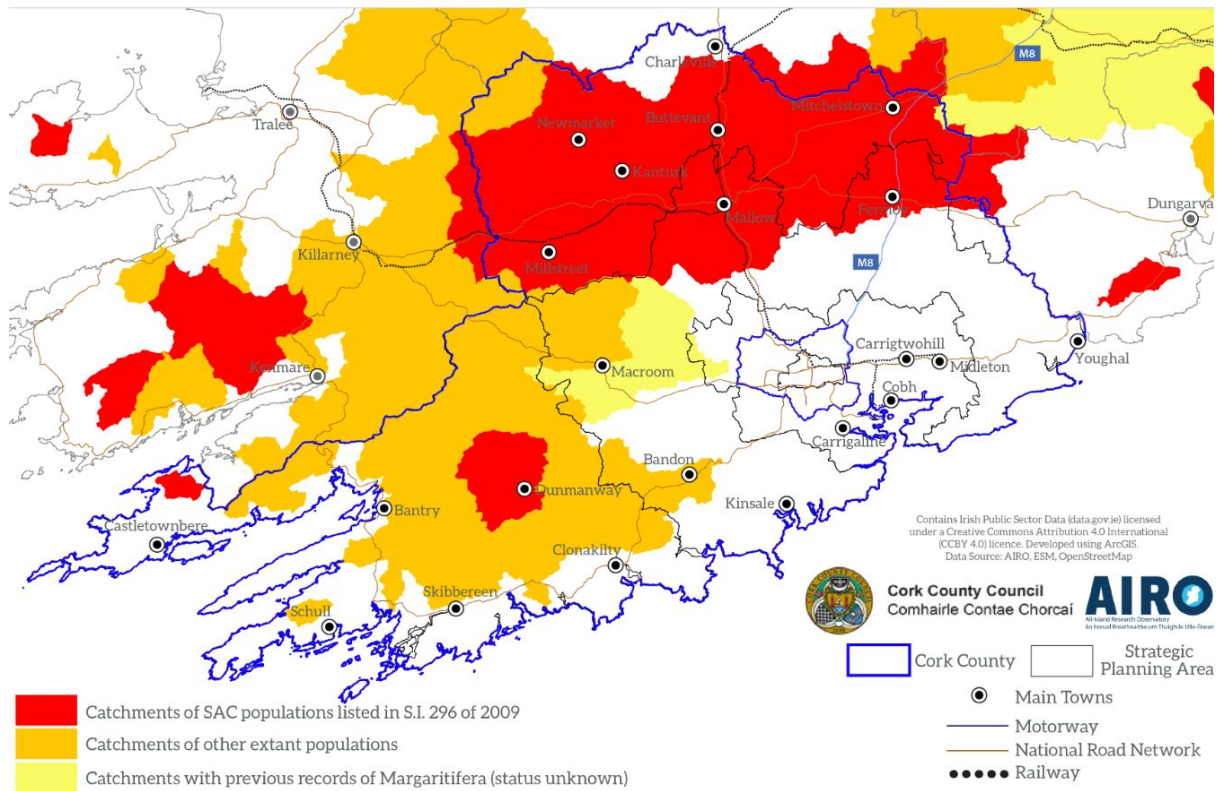 M8
Charleville
Mitchelstown
Tralee
Newmarket
Buttevant
Kanturk
Mallow
Fermoy
Dungarva
Killarney
Millstreet
M8
Kenmare
Macroom
Carrigtwohill
Midleton
Youghal
Cobh
Carrigaline
Bandon
Dunmanway
Kinsale
Bantry
Castletownbere
Clonakilty
Skibbereen
Schull
Contains Irish Public Sector Data (data.gov.ie) licensed
under a Creative Commons Attribution 4.0 International
(CCBY 4.0) licence. Developed using ArcGIS.
Data Source: AIRO, ESM, OpenStreetMap
Cork County Council
Comhairle Contae Chorcaí
AIRO
All-Island Research Observatory
Cork County
Strategic
Planning Area
Main Towns
Motorway
National Road Network
Railway
Catchments of SAC populations listed in S.I. 296 of 2009
Catchments of other extant populations
Catchments with previous records of Margaritifera (status unknown)